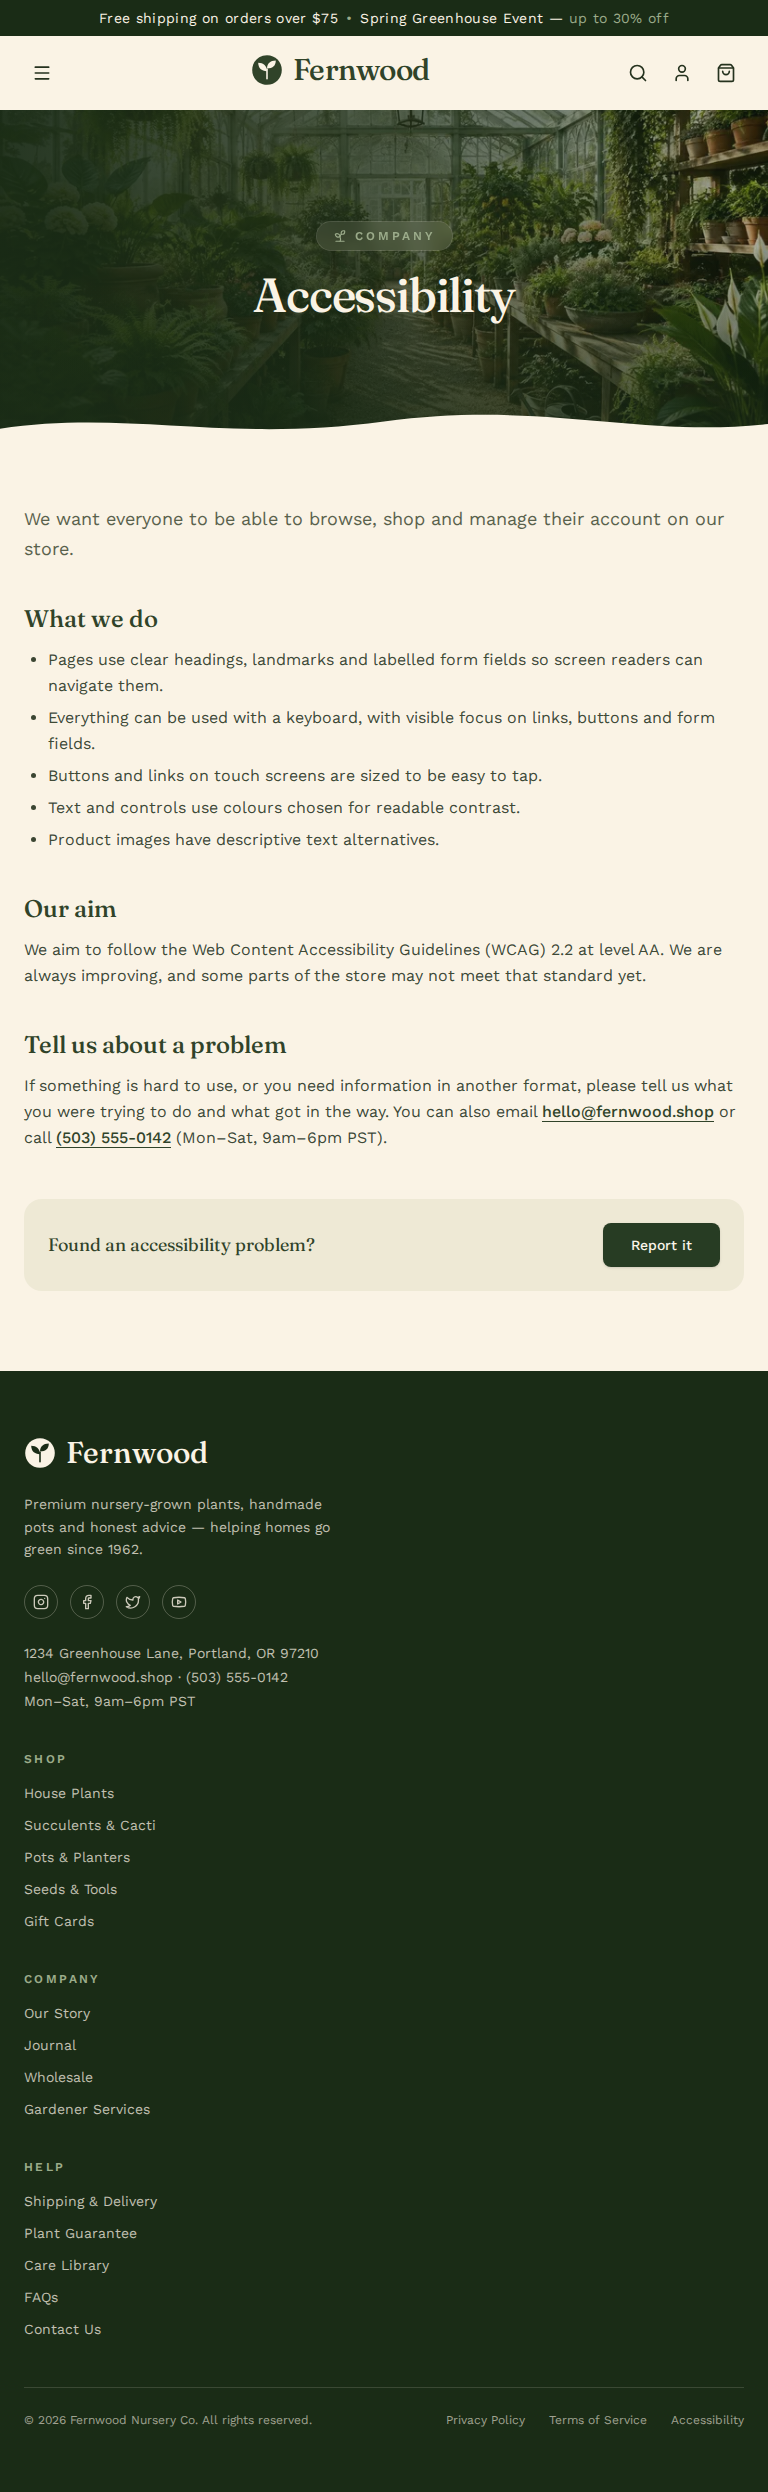 Free shipping on orders over $75 • Spring Greenhouse Event — up to 30% off
Fernwood
COMPANY
Accessibility
We want everyone to be able to browse, shop and manage their account on our
store.
What we do
• Pages use clear headings, landmarks and labelled form fields so screen readers can
navigate them.
• Everything can be used with a keyboard, with visible focus on links, buttons and form
fields.
• Buttons and links on touch screens are sized to be easy to tap.
• Text and controls use colours chosen for readable contrast.
• Product images have descriptive text alternatives.
Our aim
We aim to follow the Web Content Accessibility Guidelines (WCAG) 2.2 at level AA. We are
always improving, and some parts of the store may not meet that standard yet.
Tell us about a problem
If something is hard to use, or you need information in another format, please tell us what
you were trying to do and what got in the way. You can also email hello@fernwood.shop or
call (503) 555-0142 (Mon–Sat, 9am–6pm PST).
Found an accessibility problem?
Report it
Fernwood
Premium nursery-grown plants, handmade
pots and honest advice — helping homes go
green since 1962.
1234 Greenhouse Lane, Portland, OR 97210
hello@fernwood.shop · (503) 555-0142
Mon–Sat, 9am–6pm PST
SHOP
House Plants
Succulents & Cacti
Pots & Planters
Seeds & Tools
Gift Cards
COMPANY
Our Story
Journal
Wholesale
Gardener Services
HELP
Shipping & Delivery
Plant Guarantee
Care Library
FAQs
Contact Us
© 2026 Fernwood Nursery Co. All rights reserved.
Privacy Policy
Terms of Service
Accessibility